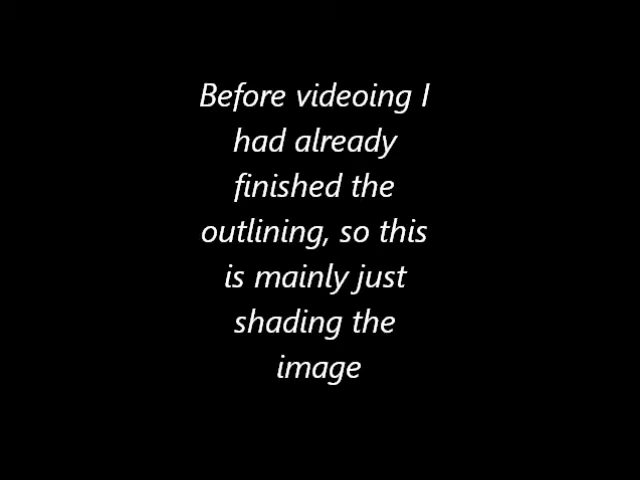 Before videoing I
had already
finished the
outlining, so this
is mainly just
shading the
image